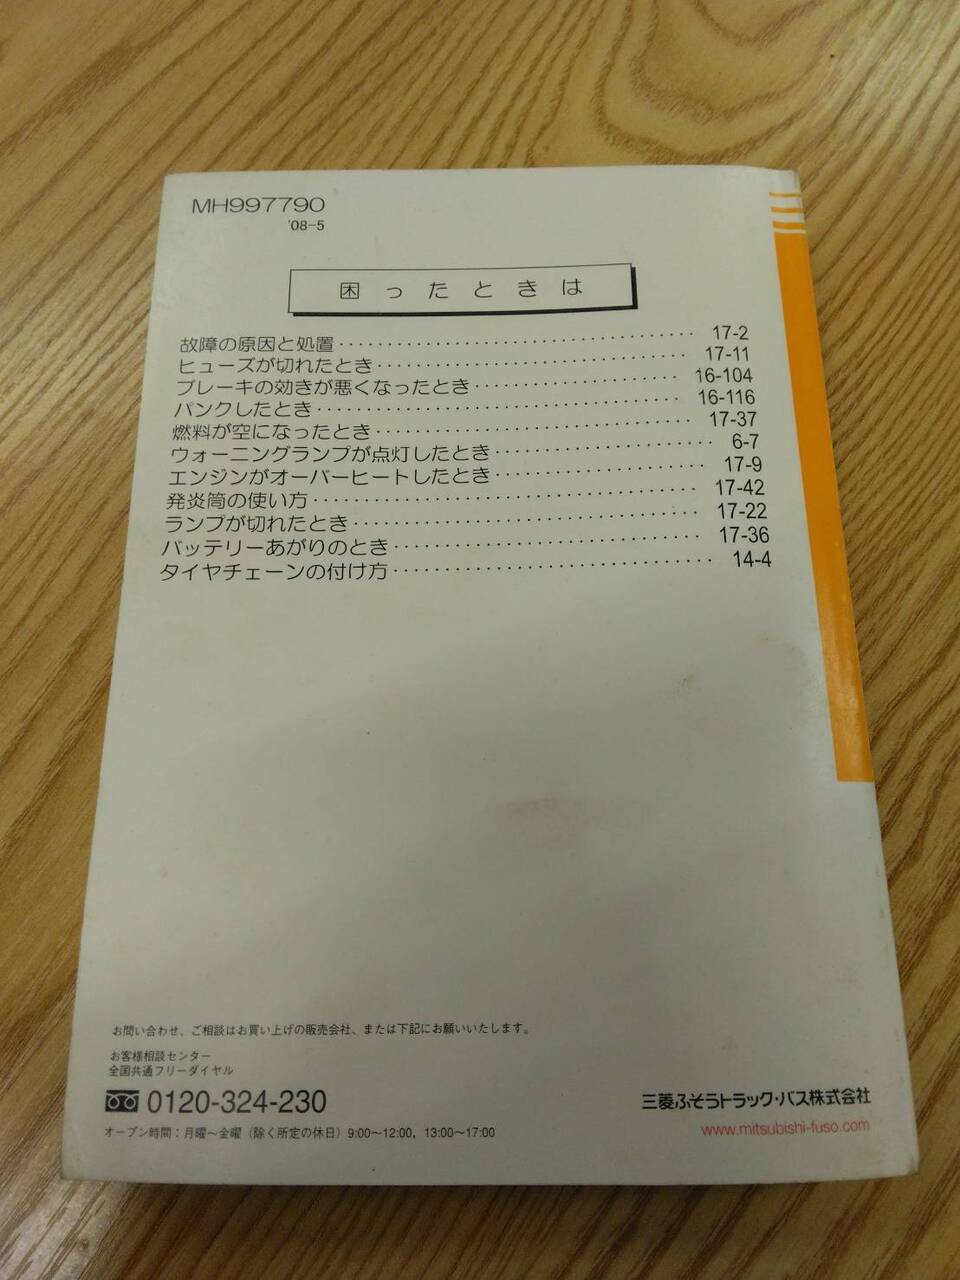 MH997790
'08-5
困ったときは
故障の原因と処置 17-2
ヒューズが切れたとき 17-11
ブレーキの効きが悪くなったとき 16-104
パンクしたとき 16-116
燃料が空になったとき 17-37
ウォーニングランプが点灯したとき 6-7
エンジンがオーバーヒートしたとき 17-9
発炎筒の使い方 17-42
ランプが切れたとき 17-22
バッテリーあがりのとき 17-36
タイヤチェーンの付け方 14-4
お問い合わせ、ご相談はお買い上げの販売会社、または下記にお願いいたします。
お客様相談センター
全国共通フリーダイヤル
0120-324-230
オープン時間：月曜～金曜（除く所定の休日）9:00～12:00, 13:00～17:00
三菱ふそうトラック・バス株式会社
www.mitsubishi-fuso.com